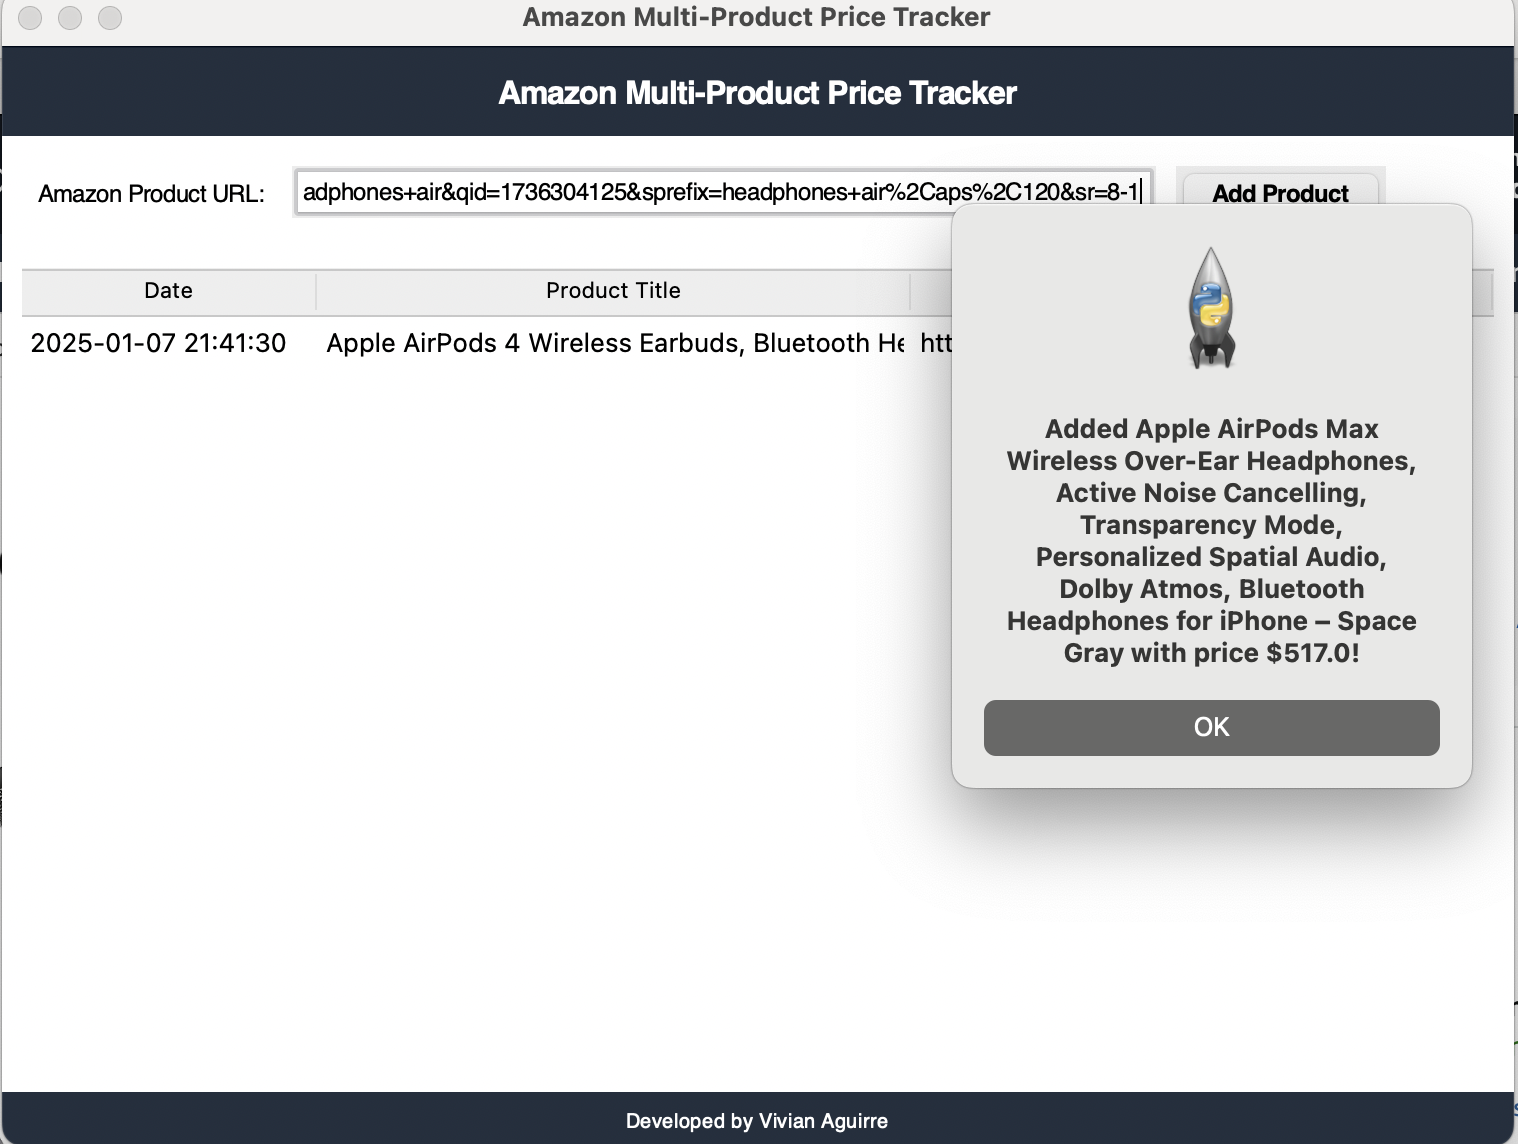 Amazon Multi-Product Price Tracker
Amazon Multi-Product Price Tracker
Amazon Product URL:
adphones+air&qid=1736304125&sprefix=headphones+air%2Caps%2C120&sr=8-1
Add Product
Date
Product Title
2025-01-07 21:41:30
Apple AirPods 4 Wireless Earbuds, Bluetooth He
htt
Added Apple AirPods Max
Wireless Over-Ear Headphones,
Active Noise Cancelling,
Transparency Mode,
Personalized Spatial Audio,
Dolby Atmos, Bluetooth
Headphones for iPhone – Space
Gray with price $517.0!
OK
Developed by Vivian Aguirre